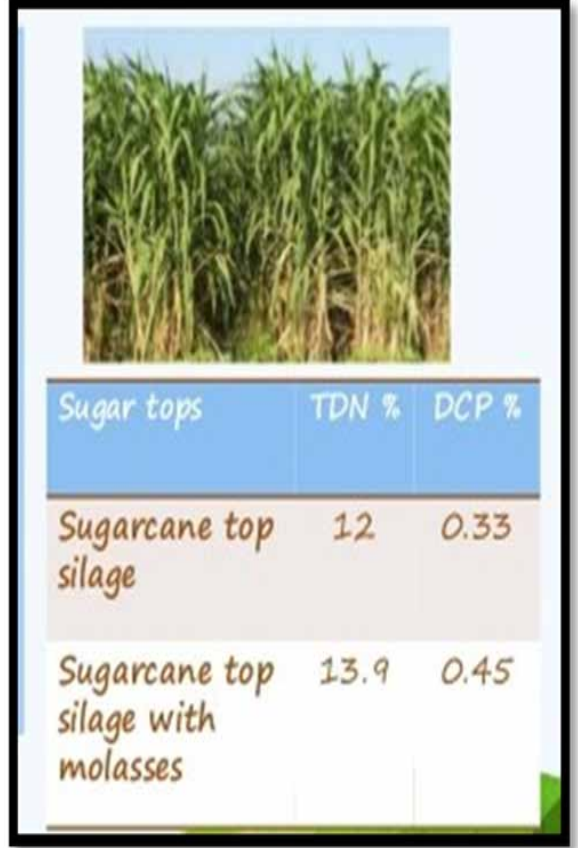 Sugar tops TDN % DCP %
Sugarcane top 12 0.33
silage
Sugarcane top 13.9 0.45
silage with
molasses